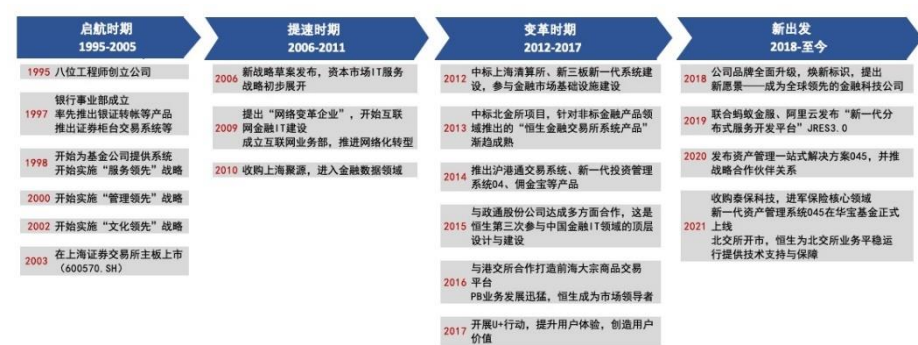 启航时期
1995-2005
1995 八位工程师创立公司
1997 银行事业部成立
率先推出银证转帐等产品
推出证券柜台交易系统等
1998 开始为基金公司提供系统
开始实施“服务领先”战略
2000 开始实施“管理领先”战略
2002 开始实施“文化领先”战略
2003 在上海证券交易所主板上市
(600570.SH)
提速时期
2006-2011
2006 新战略草案发布，资本市场IT服务
战略初步展开
2009 提出“网络变革企业”，开始互联
网金融IT建设
成立互联网业务部，推进网络化转型
2010 收购上海聚源，进入金融数据领域
变革时期
2012-2017
2012 中标上海清算所、新三板新一代系统建
设，参与金融市场基础设施建设
2013 中标北金所项目，针对非标金融产品领
域推出的“恒生金融交易所系统产品”
渐趋成熟
2014 推出沪港通交易系统、新一代投资管理
系统O4、佣金宝等产品
2015 与政通股份公司达成多方面合作，这是
恒生第三次参与中国金融IT领域的顶层
设计与建设
2016 与港交所合作打造前海大宗商品交易
平台
PB业务发展迅猛，恒生成为市场领导者
2017 开展U+行动，提升用户体验，创造用户
价值
新出发
2018-至今
2018 公司品牌全面升级，焕新标识，提出
新愿景——成为全球领先的金融科技公司
2019 联合蚂蚁金服、阿里云发布“新一代分
布式服务开发平台”JRES3.0
2020 发布资产管理一站式解决方案O45，并推
战略合作伙伴关系
2021 收购泰保科技，进军保险核心领域
新一代资产管理系统O45在华宝基金正式
上线
北交所开市，恒生为北交所业务平稳运
行提供技术支持与保障